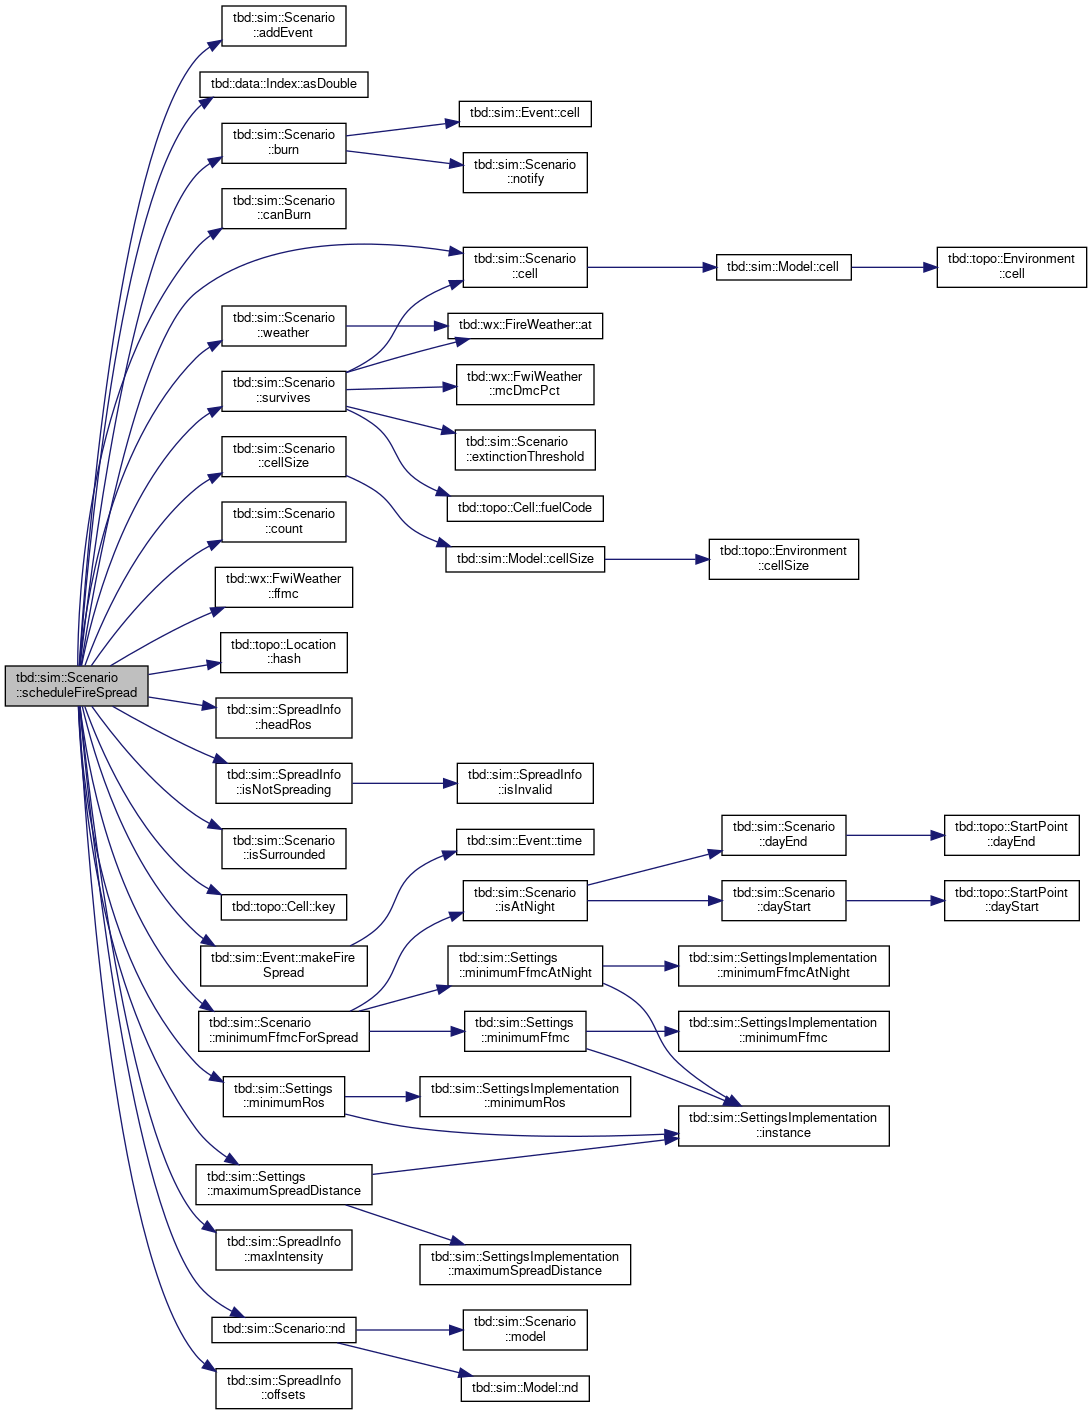 tbd::sim::Scenario
::addEvent
tbd::data::Index::asDouble
tbd::sim::Event::cell
tbd::sim::Scenario
::burn
tbd::sim::Scenario
::notify
tbd::sim::Scenario
::canBurn
tbd::sim::Scenario
::cell
tbd::sim::Model::cell
tbd::topo::Environment
::cell
tbd::sim::Scenario
::weather
tbd::wx::FireWeather::at
tbd::sim::Scenario
::survives
tbd::wx::FwiWeather
::mcDmcPct
tbd::sim::Scenario
::extinctionThreshold
tbd::sim::Scenario
::cellSize
tbd::topo::Cell::fuelCode
tbd::sim::Scenario
::count
tbd::sim::Model::cellSize
tbd::topo::Environment
::cellSize
tbd::wx::FwiWeather
::ffmc
tbd::topo::Location
::hash
tbd::sim::Scenario
::scheduleFireSpread
tbd::sim::SpreadInfo
::headRos
tbd::sim::SpreadInfo
::isNotSpreading
tbd::sim::SpreadInfo
::isInvalid
tbd::sim::Scenario
::isSurrounded
tbd::sim::Event::time
tbd::sim::Scenario
::dayEnd
tbd::topo::StartPoint
::dayEnd
tbd::topo::Cell::key
tbd::sim::Scenario
::isAtNight
tbd::sim::Scenario
::dayStart
tbd::topo::StartPoint
::dayStart
tbd::sim::Event::makeFire
Spread
tbd::sim::Settings
::minimumFfmcAtNight
tbd::sim::SettingsImplementation
::minimumFfmcAtNight
tbd::sim::Scenario
::minimumFfmcForSpread
tbd::sim::Settings
::minimumFfmc
tbd::sim::SettingsImplementation
::minimumFfmc
tbd::sim::Settings
::minimumRos
tbd::sim::SettingsImplementation
::minimumRos
tbd::sim::SettingsImplementation
::instance
tbd::sim::Settings
::maximumSpreadDistance
tbd::sim::SpreadInfo
::maxIntensity
tbd::sim::SettingsImplementation
::maximumSpreadDistance
tbd::sim::Scenario::nd
tbd::sim::Scenario
::model
tbd::sim::SpreadInfo
::offsets
tbd::sim::Model::nd